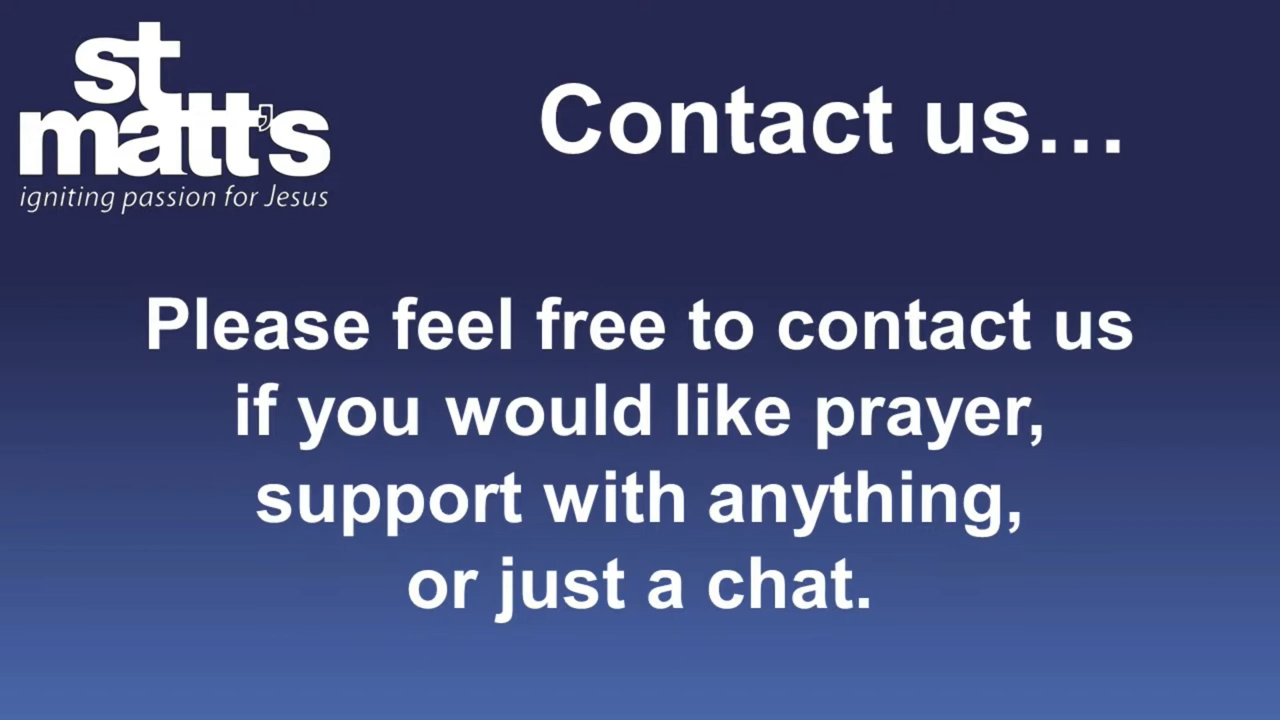 st
matt's
igniting passion for Jesus
Contact us…
Please feel free to contact us
if you would like prayer,
support with anything,
or just a chat.